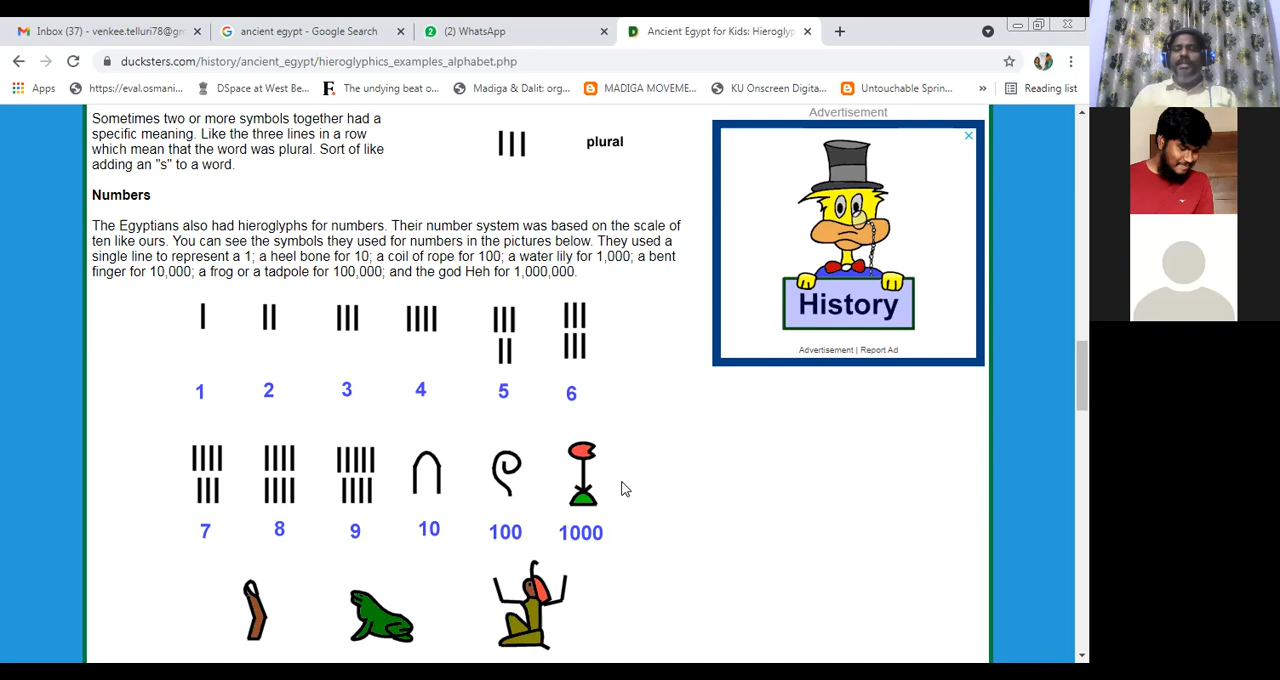 Inbox (37) - venkee.telluri78@gm
ancient egypt - Google Search
(2) WhatsApp
Ancient Egypt for Kids: Hieroglyp
ducksters.com/history/ancient_egypt/hieroglyphics_examples_alphabet.php
Apps
https://eval.osmani...
DSpace at West Be...
The undying beat o...
Madiga & Dalit: org...
MADIGA MOVEME...
KU Onscreen Digita...
Untouchable Sprin...
»
Reading list
Sometimes two or more symbols together had a
specific meaning. Like the three lines in a row
which mean that the word was plural. Sort of like
adding an "s" to a word.
plural
Advertisement
Numbers
The Egyptians also had hieroglyphs for numbers. Their number system was based on the scale of
ten like ours. You can see the symbols they used for numbers in the pictures below. They used a
single line to represent a 1; a heel bone for 10; a coil of rope for 100; a water lily for 1,000; a bent
finger for 10,000; a frog or a tadpole for 100,000; and the god Heh for 1,000,000.
History
Advertisement | Report Ad
1 2 3 4 5 6
7 8 9 10 100 1000